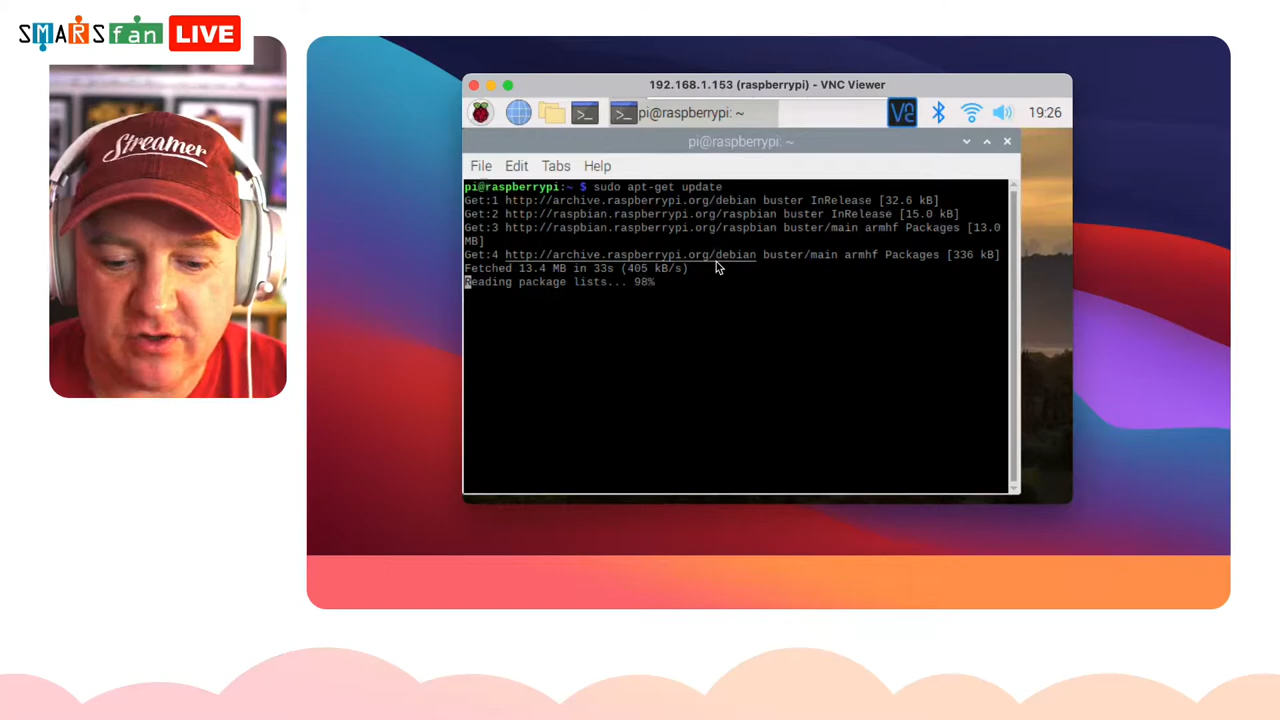 SMARSfan LIVE
Streamer
192.168.1.153 (raspberrypi) - VNC Viewer
pi@raspberrypi: ~
19:26
pi@raspberrypi: ~
File Edit Tabs Help
pi@raspberrypi:~ $ sudo apt-get update
Get:1 http://archive.raspberrypi.org/debian buster InRelease [32.6 kB]
Get:2 http://raspbian.raspberrypi.org/raspbian buster InRelease [15.0 kB]
Get:3 http://raspbian.raspberrypi.org/raspbian buster/main armhf Packages [13.0
MB]
Get:4 http://archive.raspberrypi.org/debian buster/main armhf Packages [336 kB]
Fetched 13.4 MB in 33s (405 kB/s)
Reading package lists... 98%